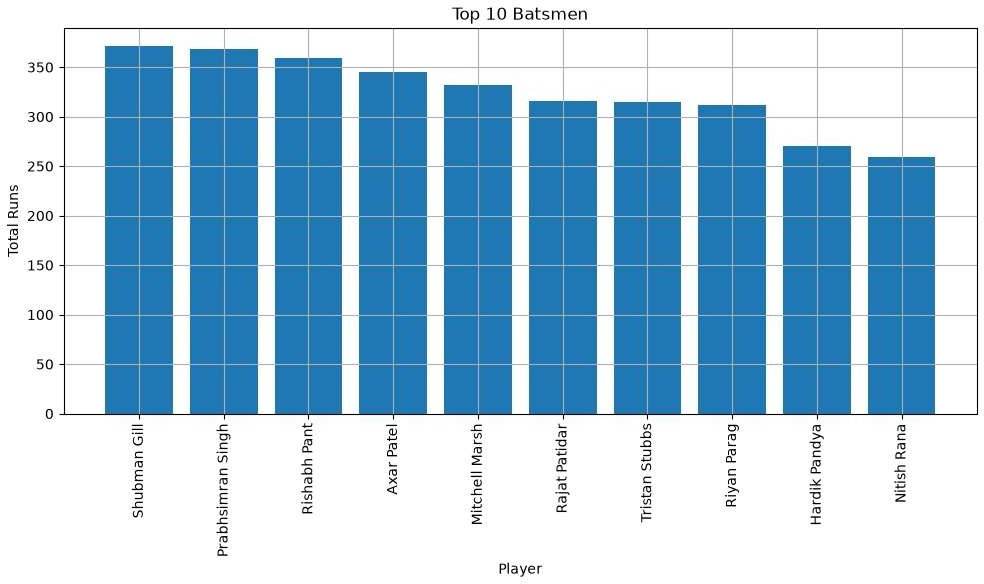 Top 10 Batsmen
350
300
250
200
150
100
50
0
Total Runs
Shubman Gill
Prabhsimran Singh
Rishabh Pant
Axar Patel
Mitchell Marsh
Rajat Patidar
Tristan Stubbs
Riyan Parag
Hardik Pandya
Nitish Rana
Player